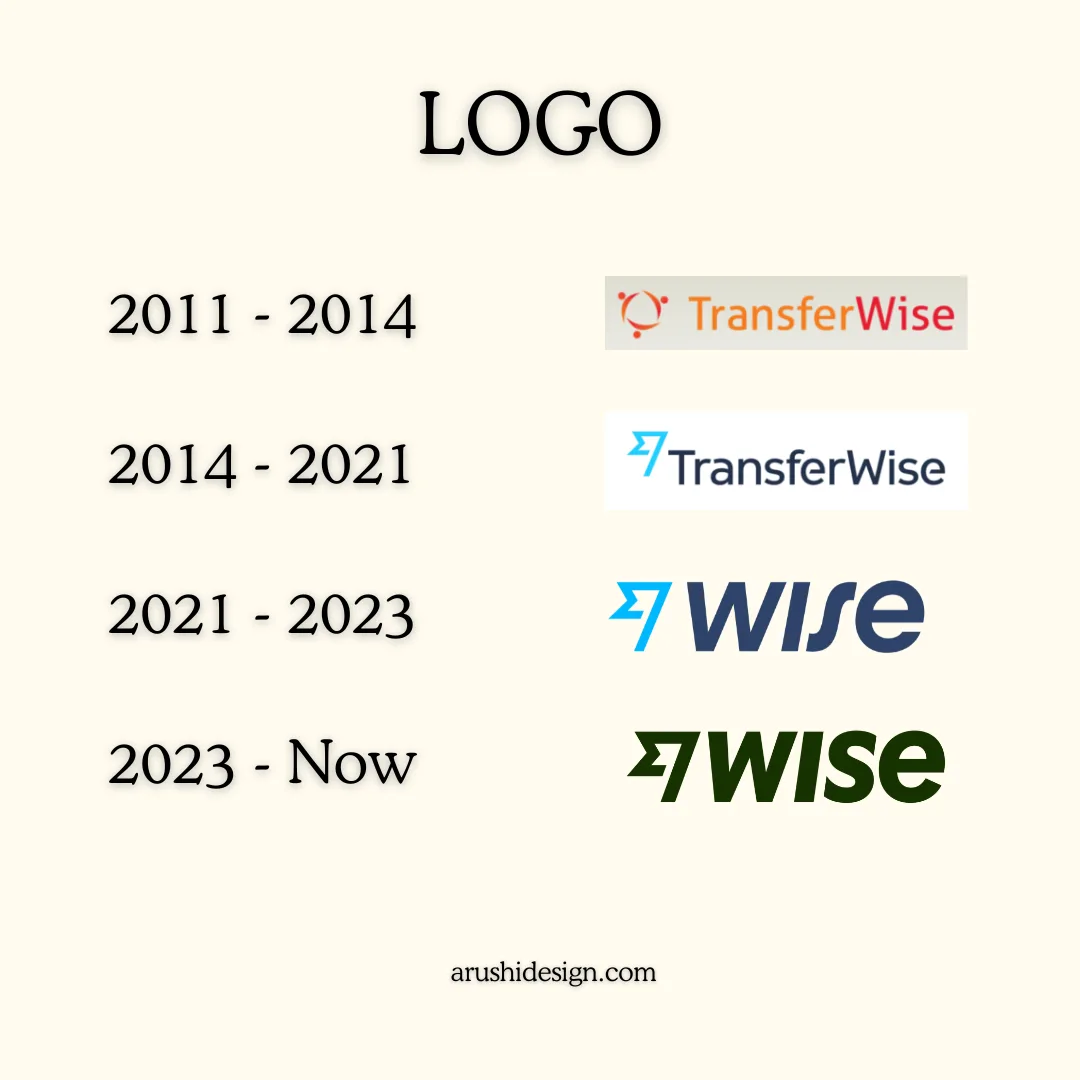 LOGO
2011 - 2014
TransferWise
2014 - 2021
TransferWise
2021 - 2023
wise
2023 - Now
wise
arushidesign.com